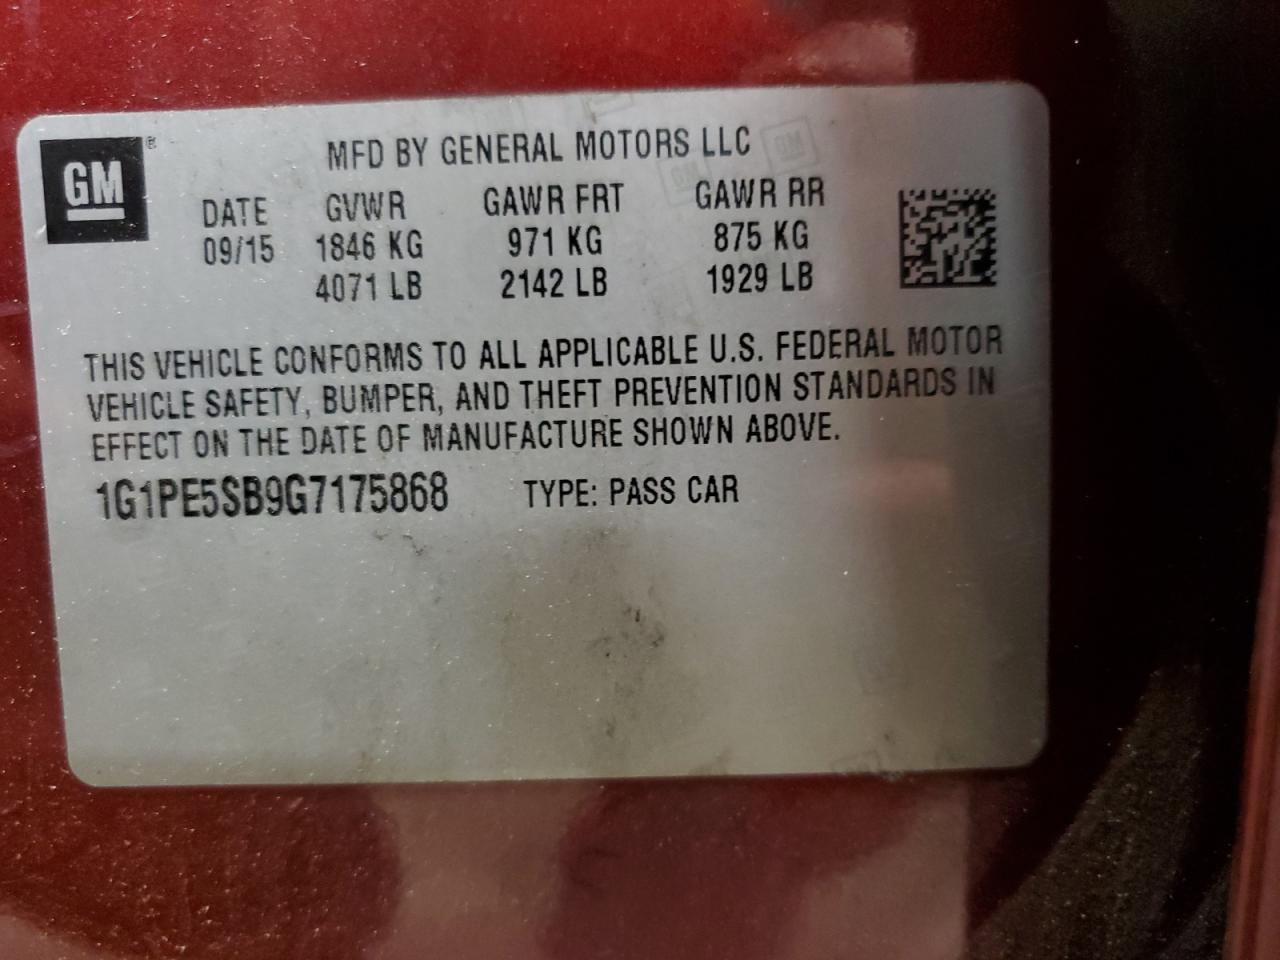 GM ®
MFD BY GENERAL MOTORS LLC
DATE GVWR GAWR FRT GAWR RR
09/15 1846 KG 971 KG 875 KG
4071 LB 2142 LB 1929 LB
THIS VEHICLE CONFORMS TO ALL APPLICABLE U.S. FEDERAL MOTOR
VEHICLE SAFETY, BUMPER, AND THEFT PREVENTION STANDARDS IN
EFFECT ON THE DATE OF MANUFACTURE SHOWN ABOVE.
1G1PE5SB9G7175868 TYPE: PASS CAR